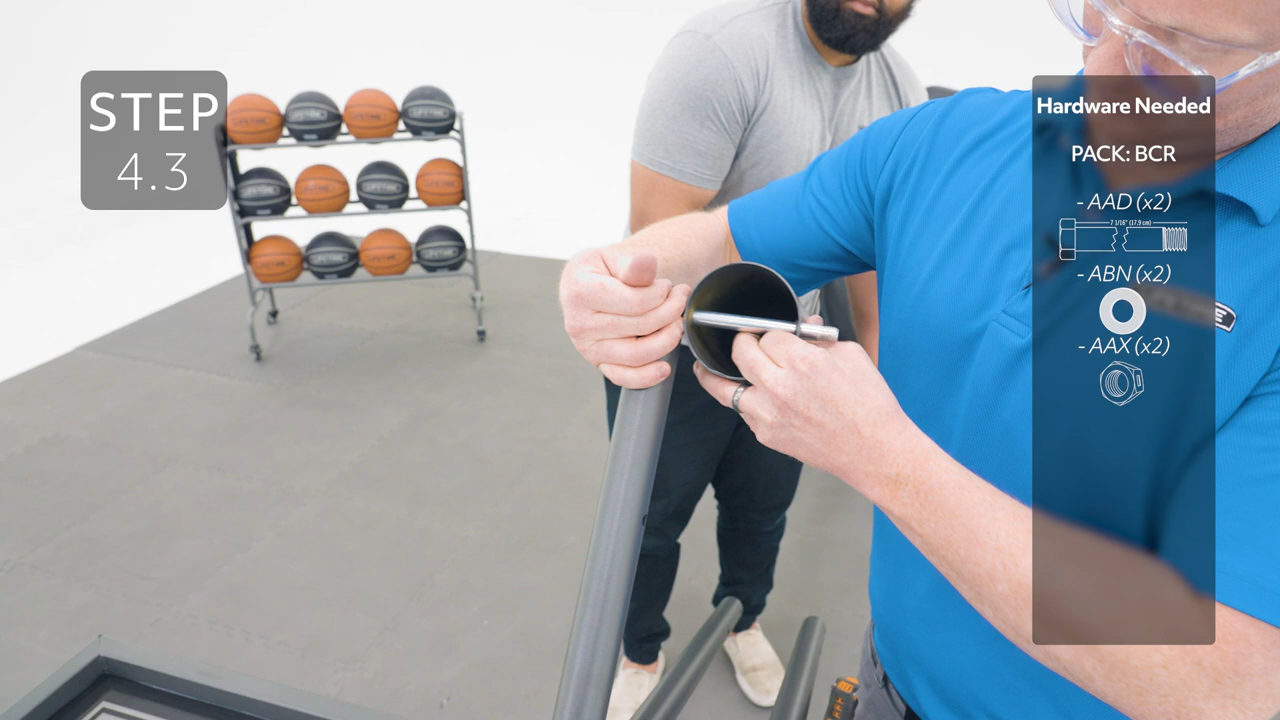 STEP
4.3
Hardware Needed
PACK: BCR
- AAD (x2)
7 1/16" (17.9 cm)
- ABN (x2)
- AAX (x2)